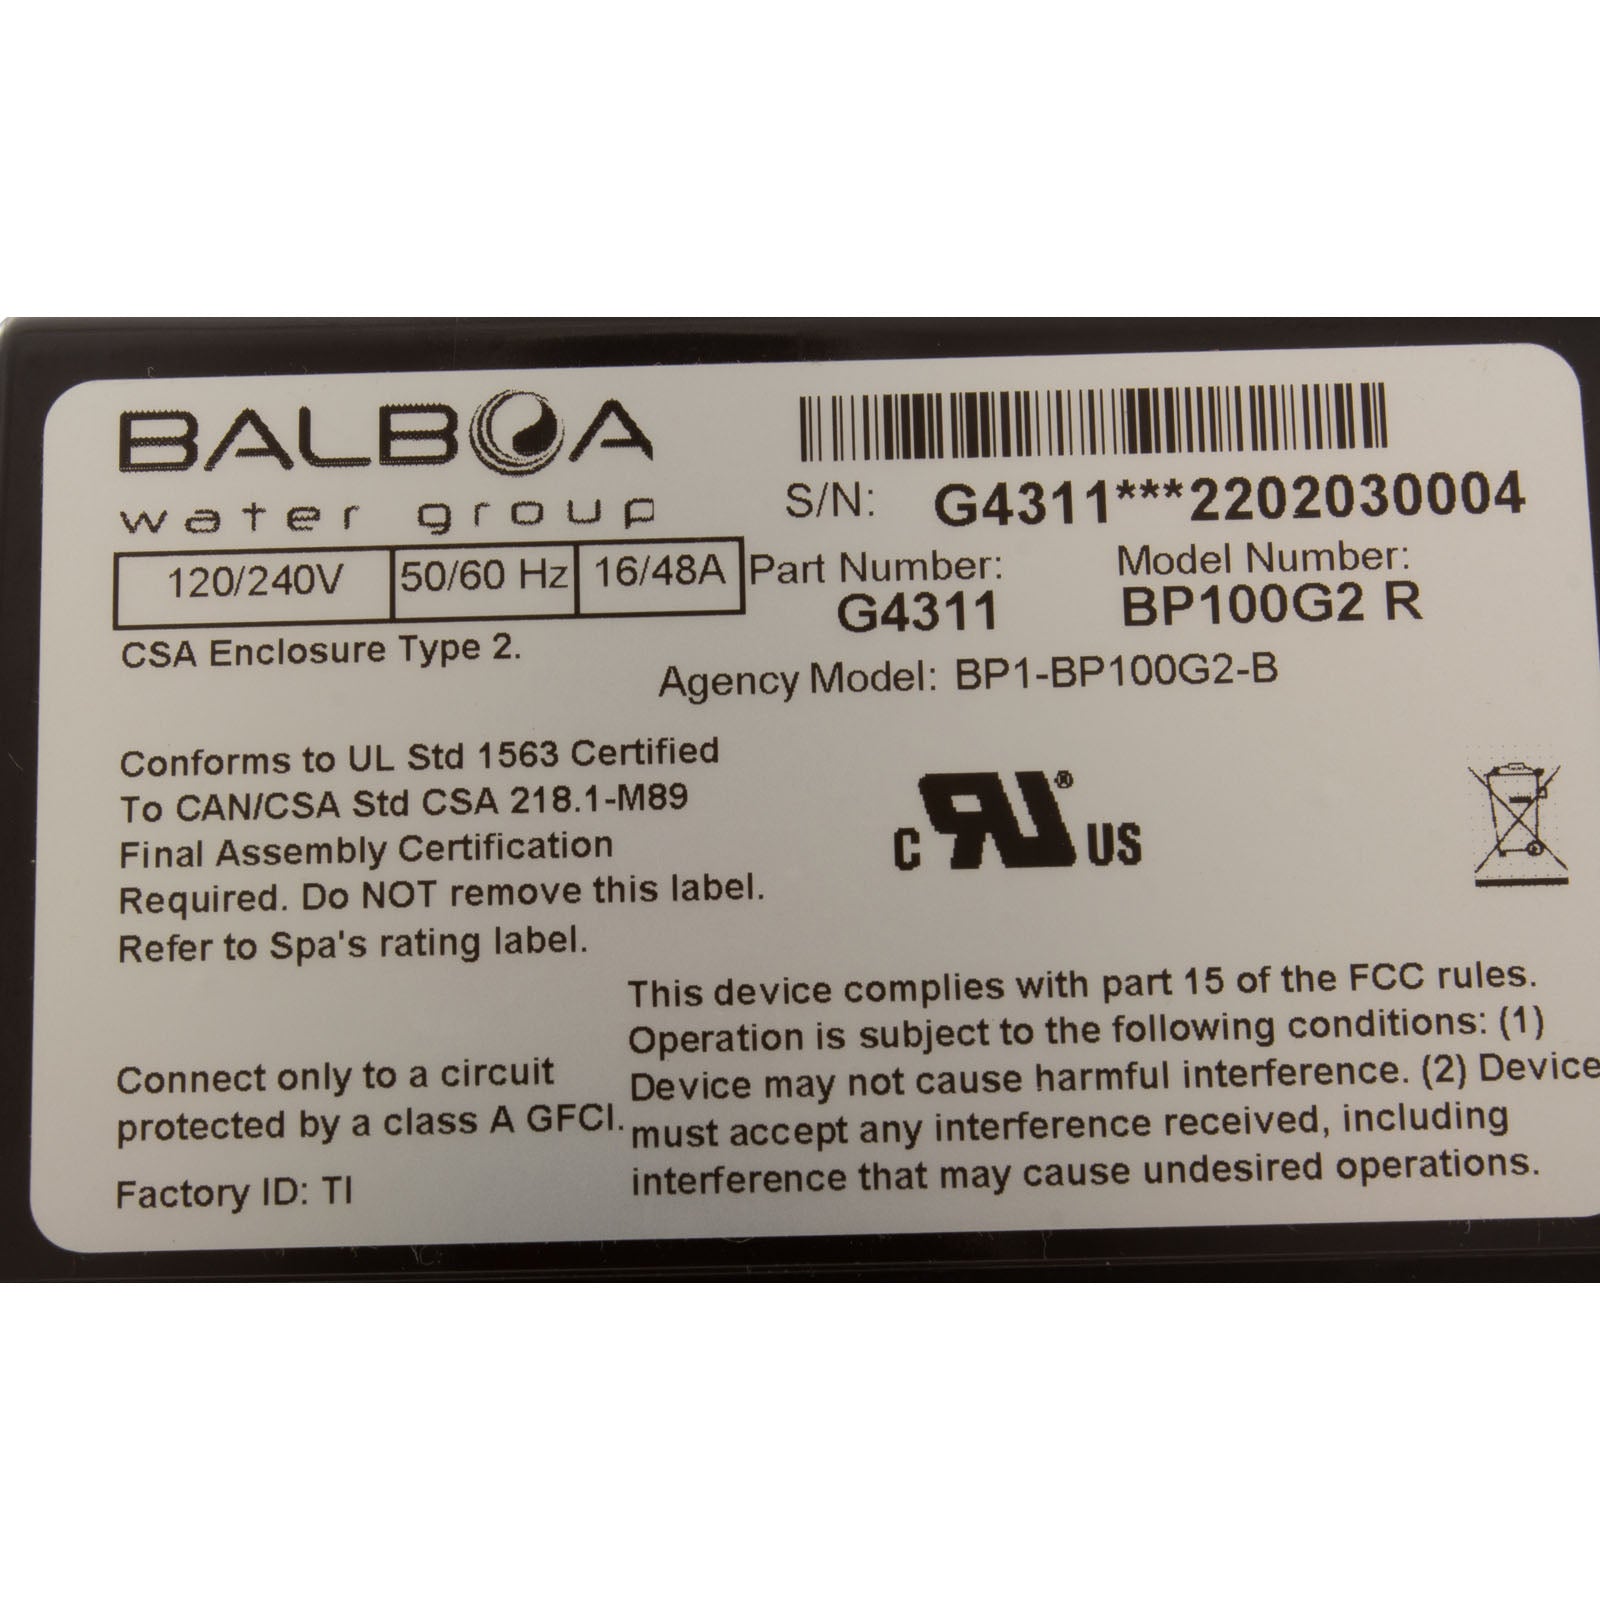 BALBOA
water group
S/N: G4311***2202030004
120/240V 50/60 Hz 16/48A
Part Number: Model Number:
G4311 BP100G2 R
CSA Enclosure Type 2.
Agency Model: BP1-BP100G2-B
Conforms to UL Std 1563 Certified
To CAN/CSA Std CSA 218.1-M89
Final Assembly Certification
Required. Do NOT remove this label.
Refer to Spa's rating label.
C RU® US
This device complies with part 15 of the FCC rules.
Operation is subject to the following conditions: (1)
Device may not cause harmful interference. (2) Device
must accept any interference received, including
interference that may cause undesired operations.
Connect only to a circuit
protected by a class A GFCI.
Factory ID: TI